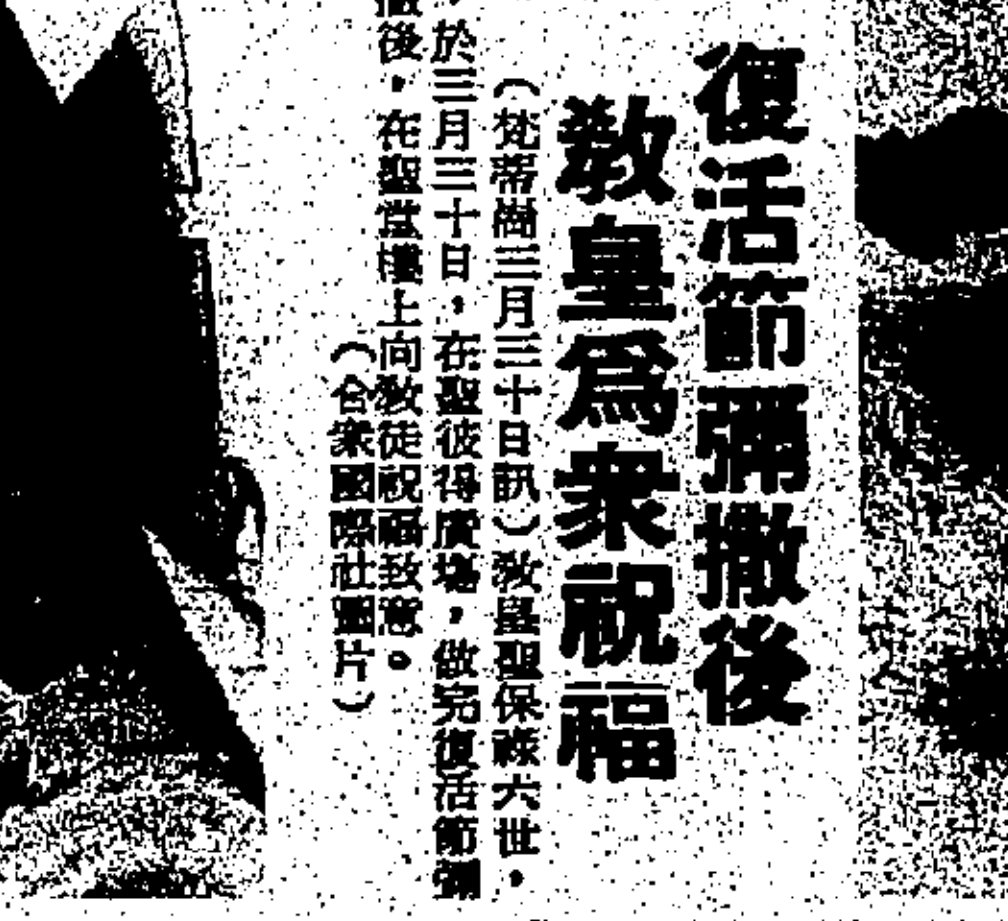 復活節彌撒後
教皇爲衆祝福
（梵蒂崗三月三十日訊）教皇聖保祿六世，
，於三月三十日，在聖彼得廣場，做完復活節彌
撒後，在聖堂樓上向教徒祝福致意。
（合衆國際社圖片）